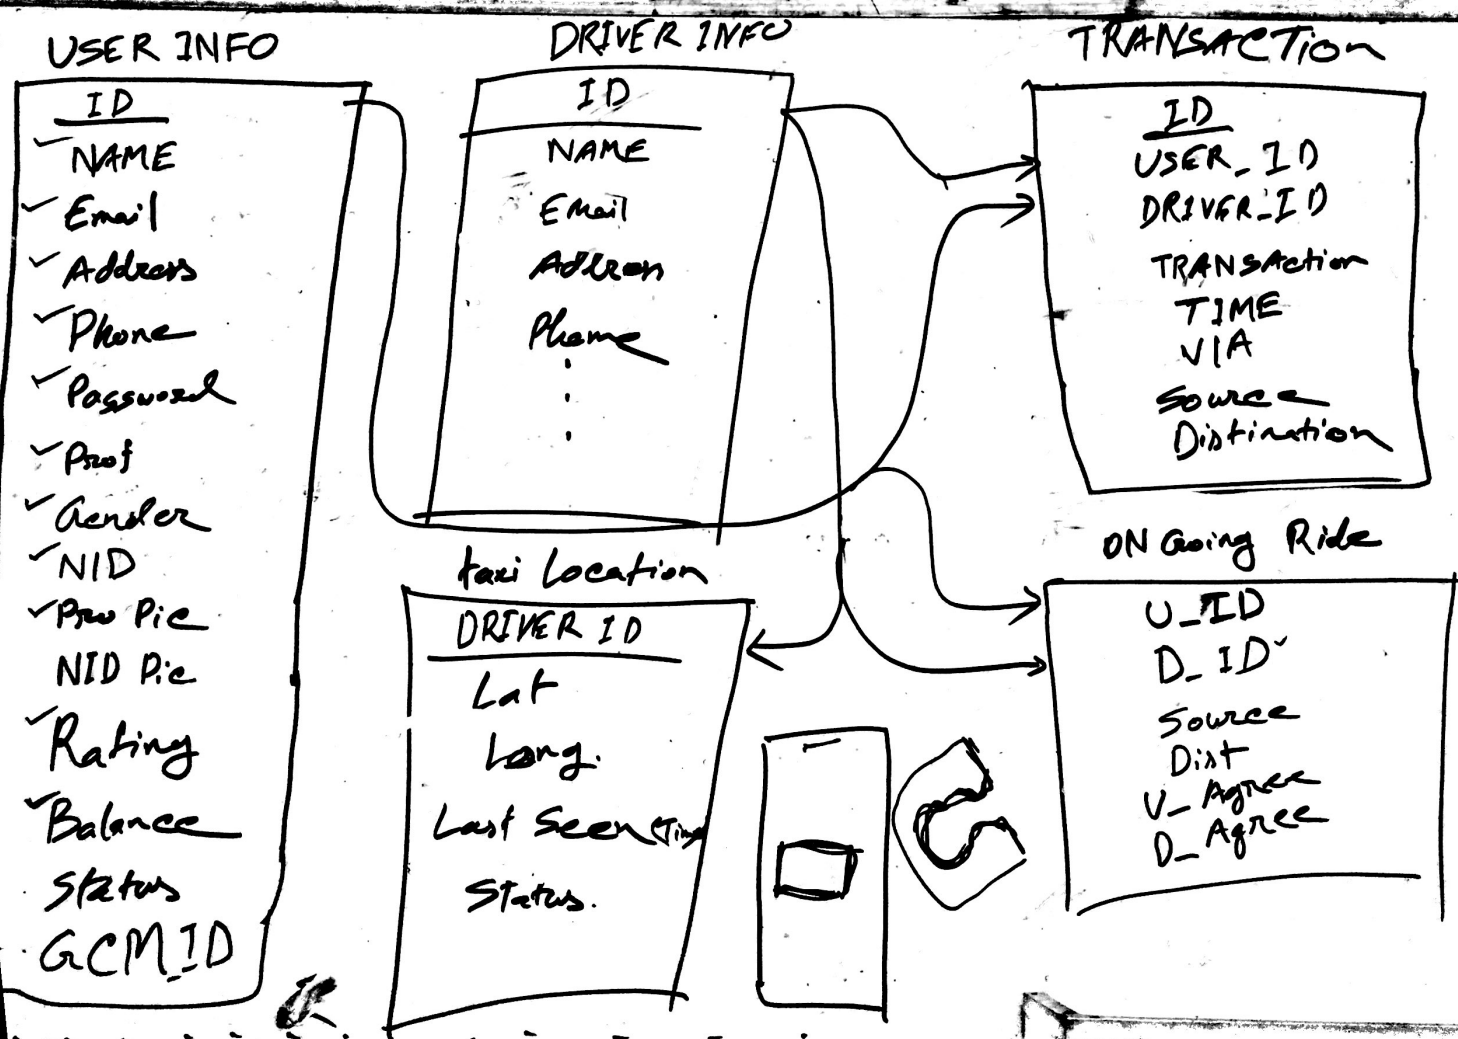 USER INFO
ID
NAME
Email
Address
Phone
Password
Prof
Gender
NID
Pro Pic
NID Pic
Rating
Balance
Status
GCM_ID
DRIVER INFO
ID
NAME
Email
Address
Phone
taxi Location
DRIVER ID
Lat
Long.
Last Seen (Time
Status.
TRANSACTION
ID
USER_ID
DRIVER_ID
TRANSACTION
TIME
VIA
Source
Distination
ON Going Ride
U_ID
D_ID
Source
Dist
U_Agree
D_Agree